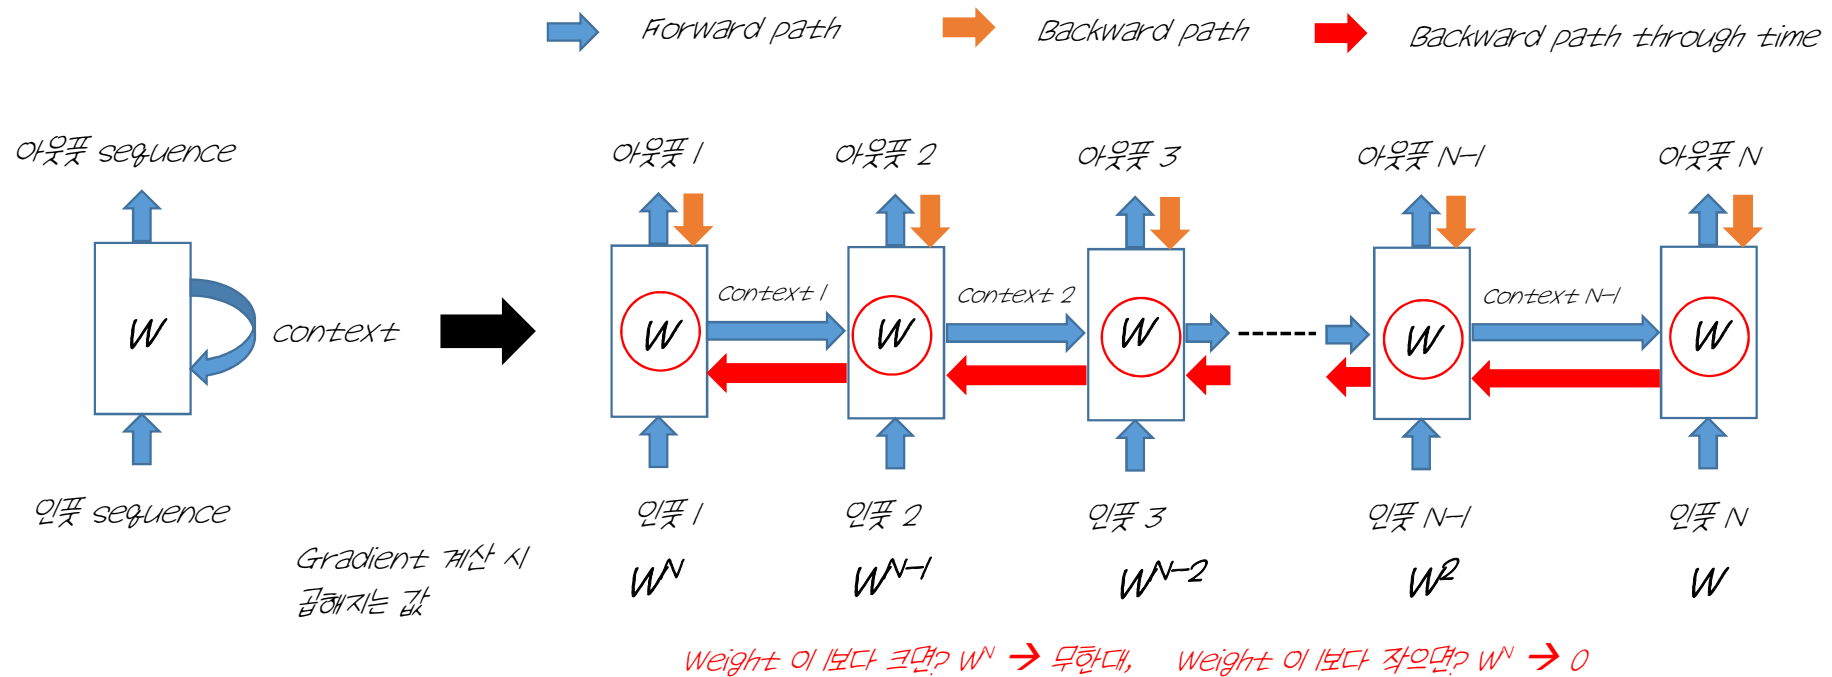 Forward path
Backward path
Backward path through time
아웃풋 sequence
아웃풋 1
아웃풋 2
아웃풋 3
아웃풋 N-1
아웃풋 N
W
context
W
context 1
W
context 2
W
W
context N-1
W
인풋 sequence
인풋 1
인풋 2
인풋 3
인풋 N-1
인풋 N
Gradient 계산 시
곱해지는 값
W^N
W^N-1
W^N-2
W^2
W
Weight 이 1보다 크면? W^N → 무한대,
Weight 이 1보다 작으면? W^N → 0